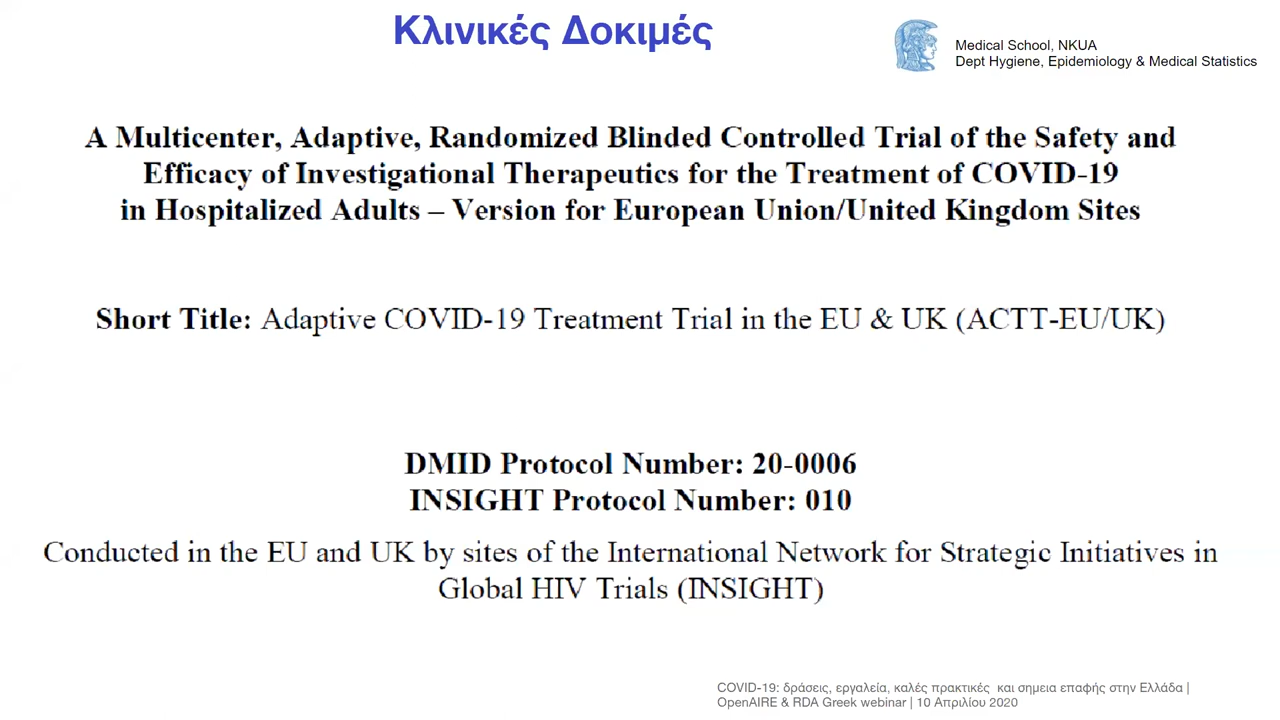 Κλινικές Δοκιμές
Medical School, NKUA
Dept Hygiene, Epidemiology & Medical Statistics
A Multicenter, Adaptive, Randomized Blinded Controlled Trial of the Safety and
Efficacy of Investigational Therapeutics for the Treatment of COVID-19
in Hospitalized Adults – Version for European Union/United Kingdom Sites
Short Title: Adaptive COVID-19 Treatment Trial in the EU & UK (ACTT-EU/UK)
DMID Protocol Number: 20-0006
INSIGHT Protocol Number: 010
Conducted in the EU and UK by sites of the International Network for Strategic Initiatives in
Global HIV Trials (INSIGHT)
COVID-19: δράσεις, εργαλεία, καλές πρακτικές και σημεια επαφής στην Ελλάδα |
OpenAIRE & RDA Greek webinar | 10 Απριλίου 2020